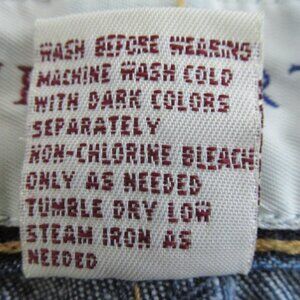 WASH BEFORE WEARING
MACHINE WASH COLD
WITH DARK COLORS
SEPARATELY
NON-CHLORINE BLEACH
ONLY AS NEEDED
TUMBLE DRY LOW
STEAM IRON AS
NEEDED